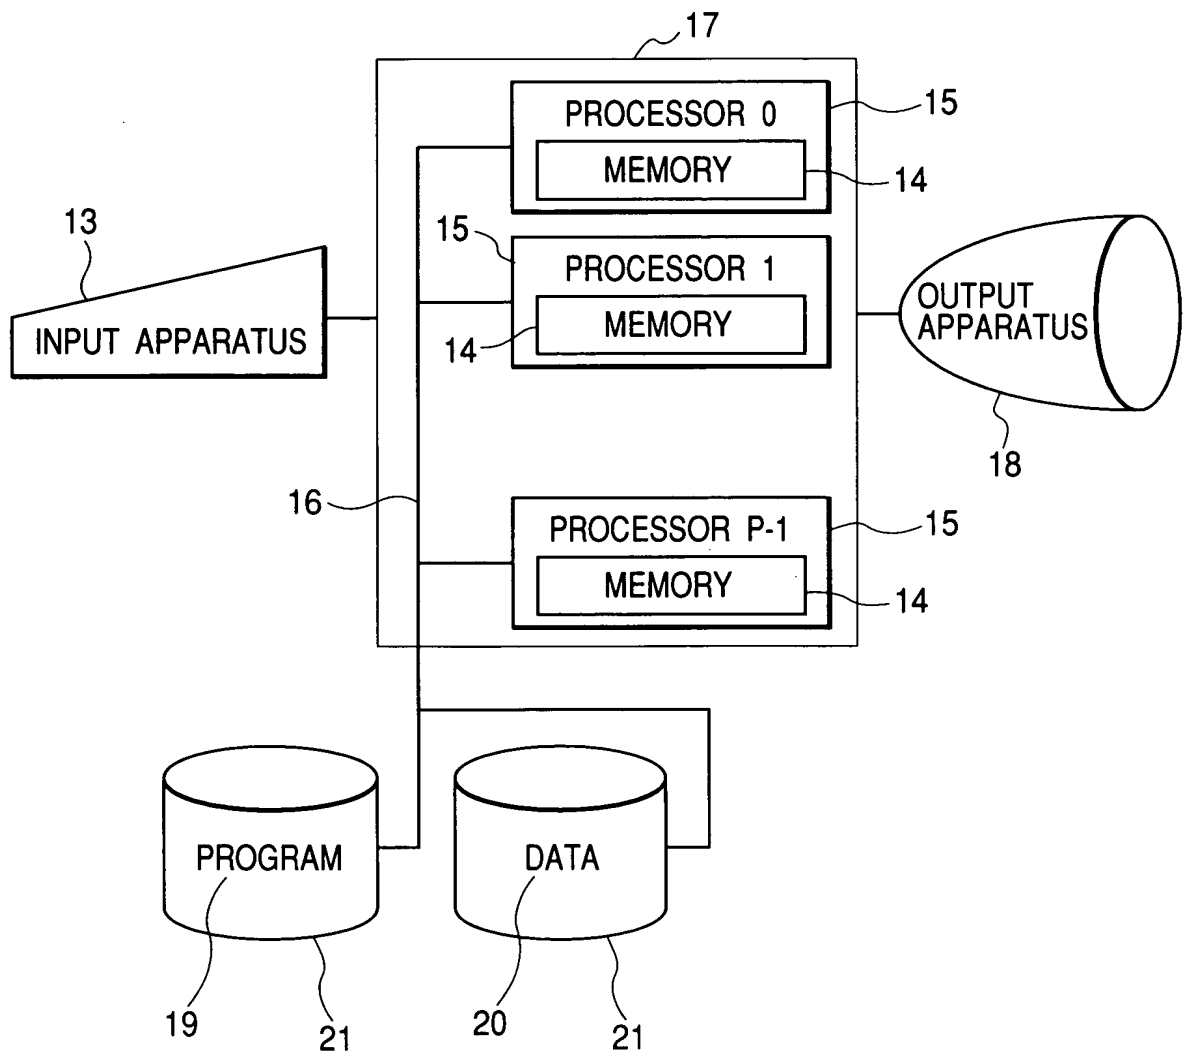 17
PROCESSOR 0
15
MEMORY
14
13
15
PROCESSOR 1
INPUT APPARATUS
14
MEMORY
OUTPUT
APPARATUS
18
16
PROCESSOR P-1
15
MEMORY
14
PROGRAM
DATA
19
21
20
21